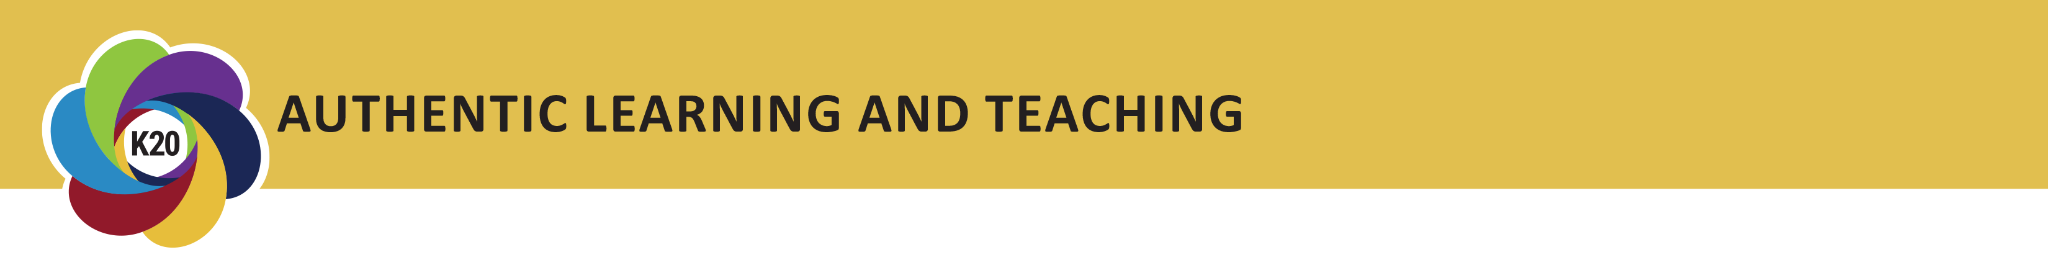 AUTHENTIC LEARNING AND TEACHING
K20